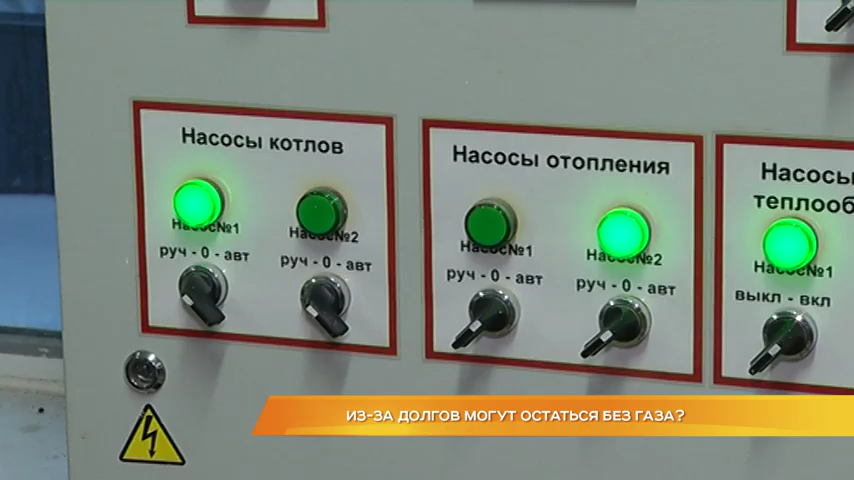 Насосы котлов
Насос№1
Насос№2
руч - 0 - авт
руч - 0 - авт
Насосы отопления
Насос№1
Насос№2
руч - 0 - авт
руч - 0 - авт
Насосы
теплооб
Насос№1
выкл - вкл
ИЗ-ЗА ДОЛГОВ МОГУТ ОСТАТЬСЯ БЕЗ ГАЗА?